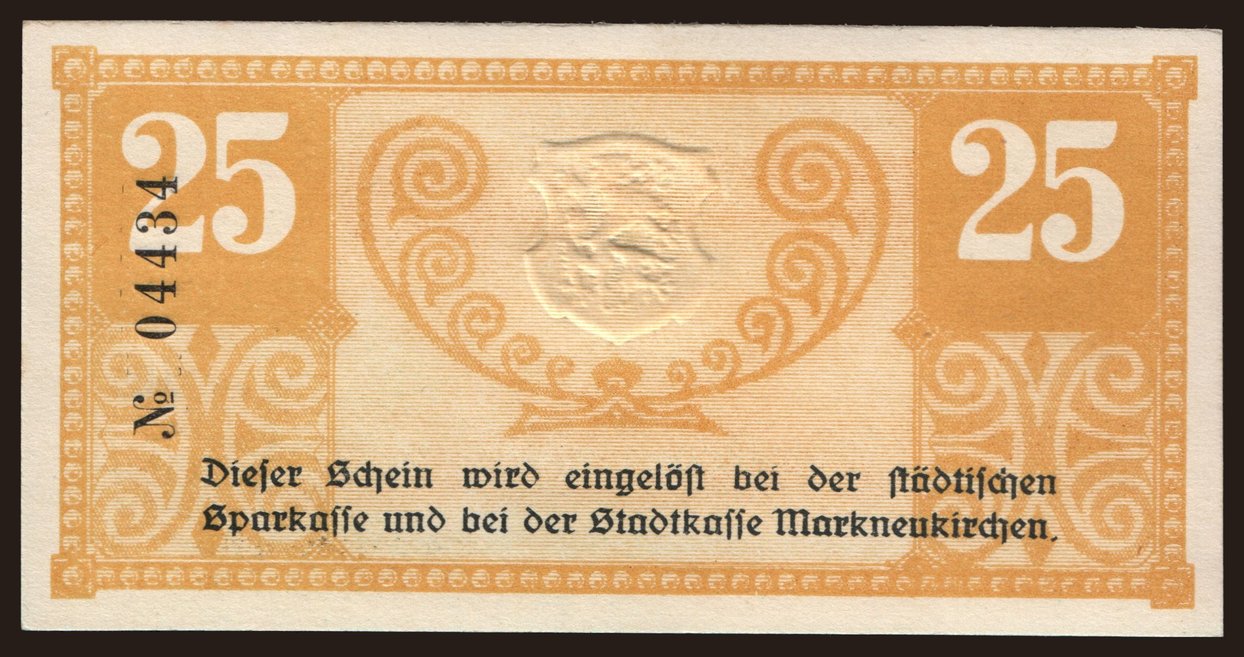 25
25
№ 04434
Dieser Schein wird eingelöst bei der städtischen
Sparkasse und bei der Stadtkasse Markneukirchen.